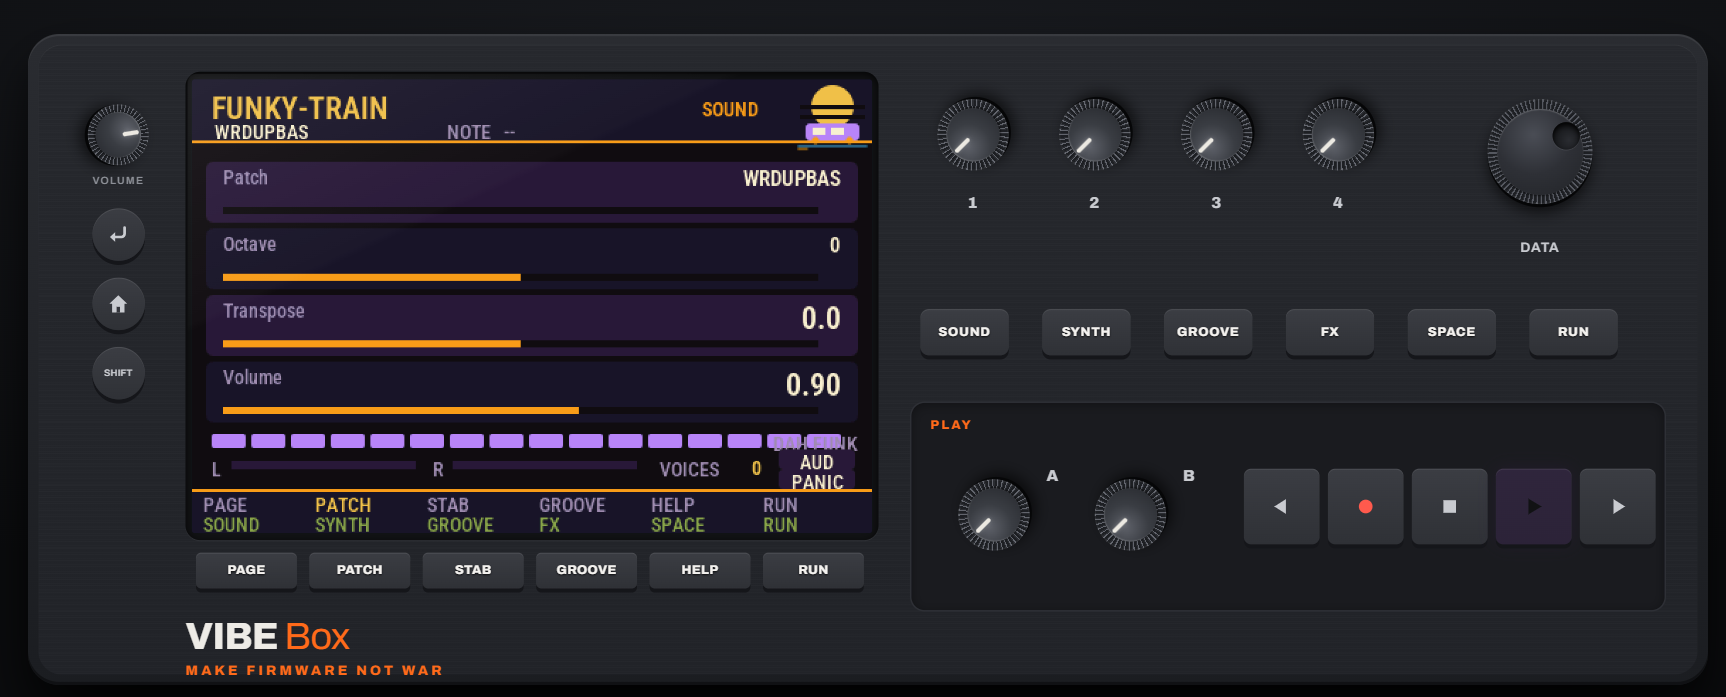 FUNKY-TRAIN
SOUND
WRDUPBAS
NOTE --
Patch
WRDUPBAS
Octave
0
Transpose
0.0
Volume
0.90
DAH FUNK
L
R
VOICES 0
AUD
PANIC
PAGE PATCH STAB GROOVE HELP RUN
SOUND SYNTH GROOVE FX SPACE RUN
VOLUME
SHIFT
PAGE PATCH STAB GROOVE HELP RUN
VIBE Box
MAKE FIRMWARE NOT WAR
1 2 3 4
DATA
SOUND SYNTH GROOVE FX SPACE RUN
PLAY
A B